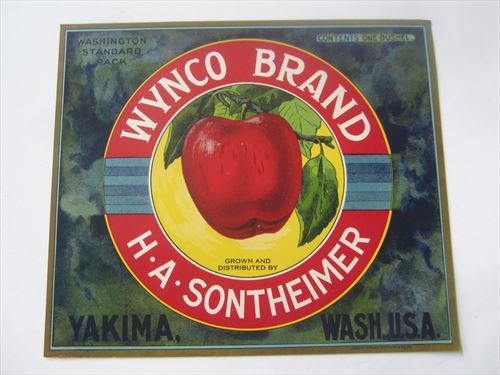 WASHINGTON
STANDARD
PACK
CONTENTS ONE BUSHEL
WYNCO BRAND
GROWN AND
DISTRIBUTED BY
H·A·SONTHEIMER
YAKIMA, WASH.,U.S.A.